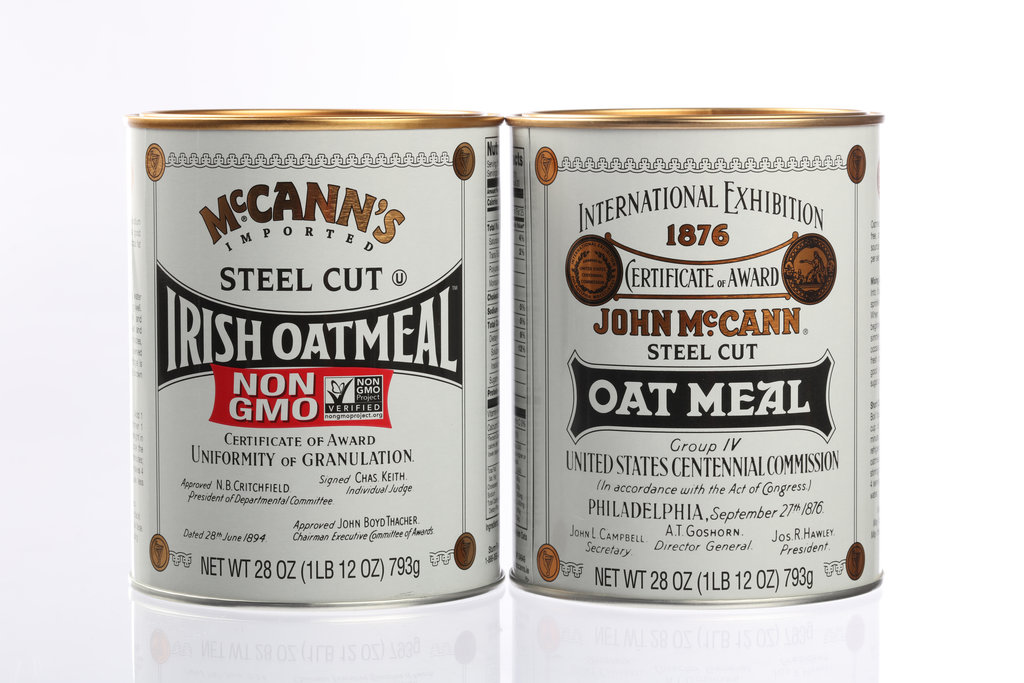 McCANN'S
IMPORTED
STEEL CUT U
IRISH OATMEAL™
NON
GMO
NON
GMO
Project
VERIFIED
nongmoproject.org
CERTIFICATE OF AWARD
UNIFORMITY OF GRANULATION.
Approved N.B. CRITCHFIELD
President of Departmental Committee.
Signed CHAS. KEITH.
Individual Judge
Approved JOHN BOYD THACHER.
Dated 28th June 1894.
Chairman Executive Committee of Awards.
NET WT 28 OZ (1LB 12 OZ) 793g
INTERNATIONAL EXHIBITION
1876
CERTIFICATE OF AWARD
JOHN McCANN®
STEEL CUT
OAT MEAL
Group IV
UNITED STATES CENTENNIAL COMMISSION
(In accordance with the Act of Congress.)
PHILADELPHIA, September 27th 1876.
JOHN L CAMPBELL.
Secretary.
A.T. GOSHORN.
Director General.
JOS. R. HAWLEY.
President.
NET WT 28 OZ (1LB 12 OZ) 793g